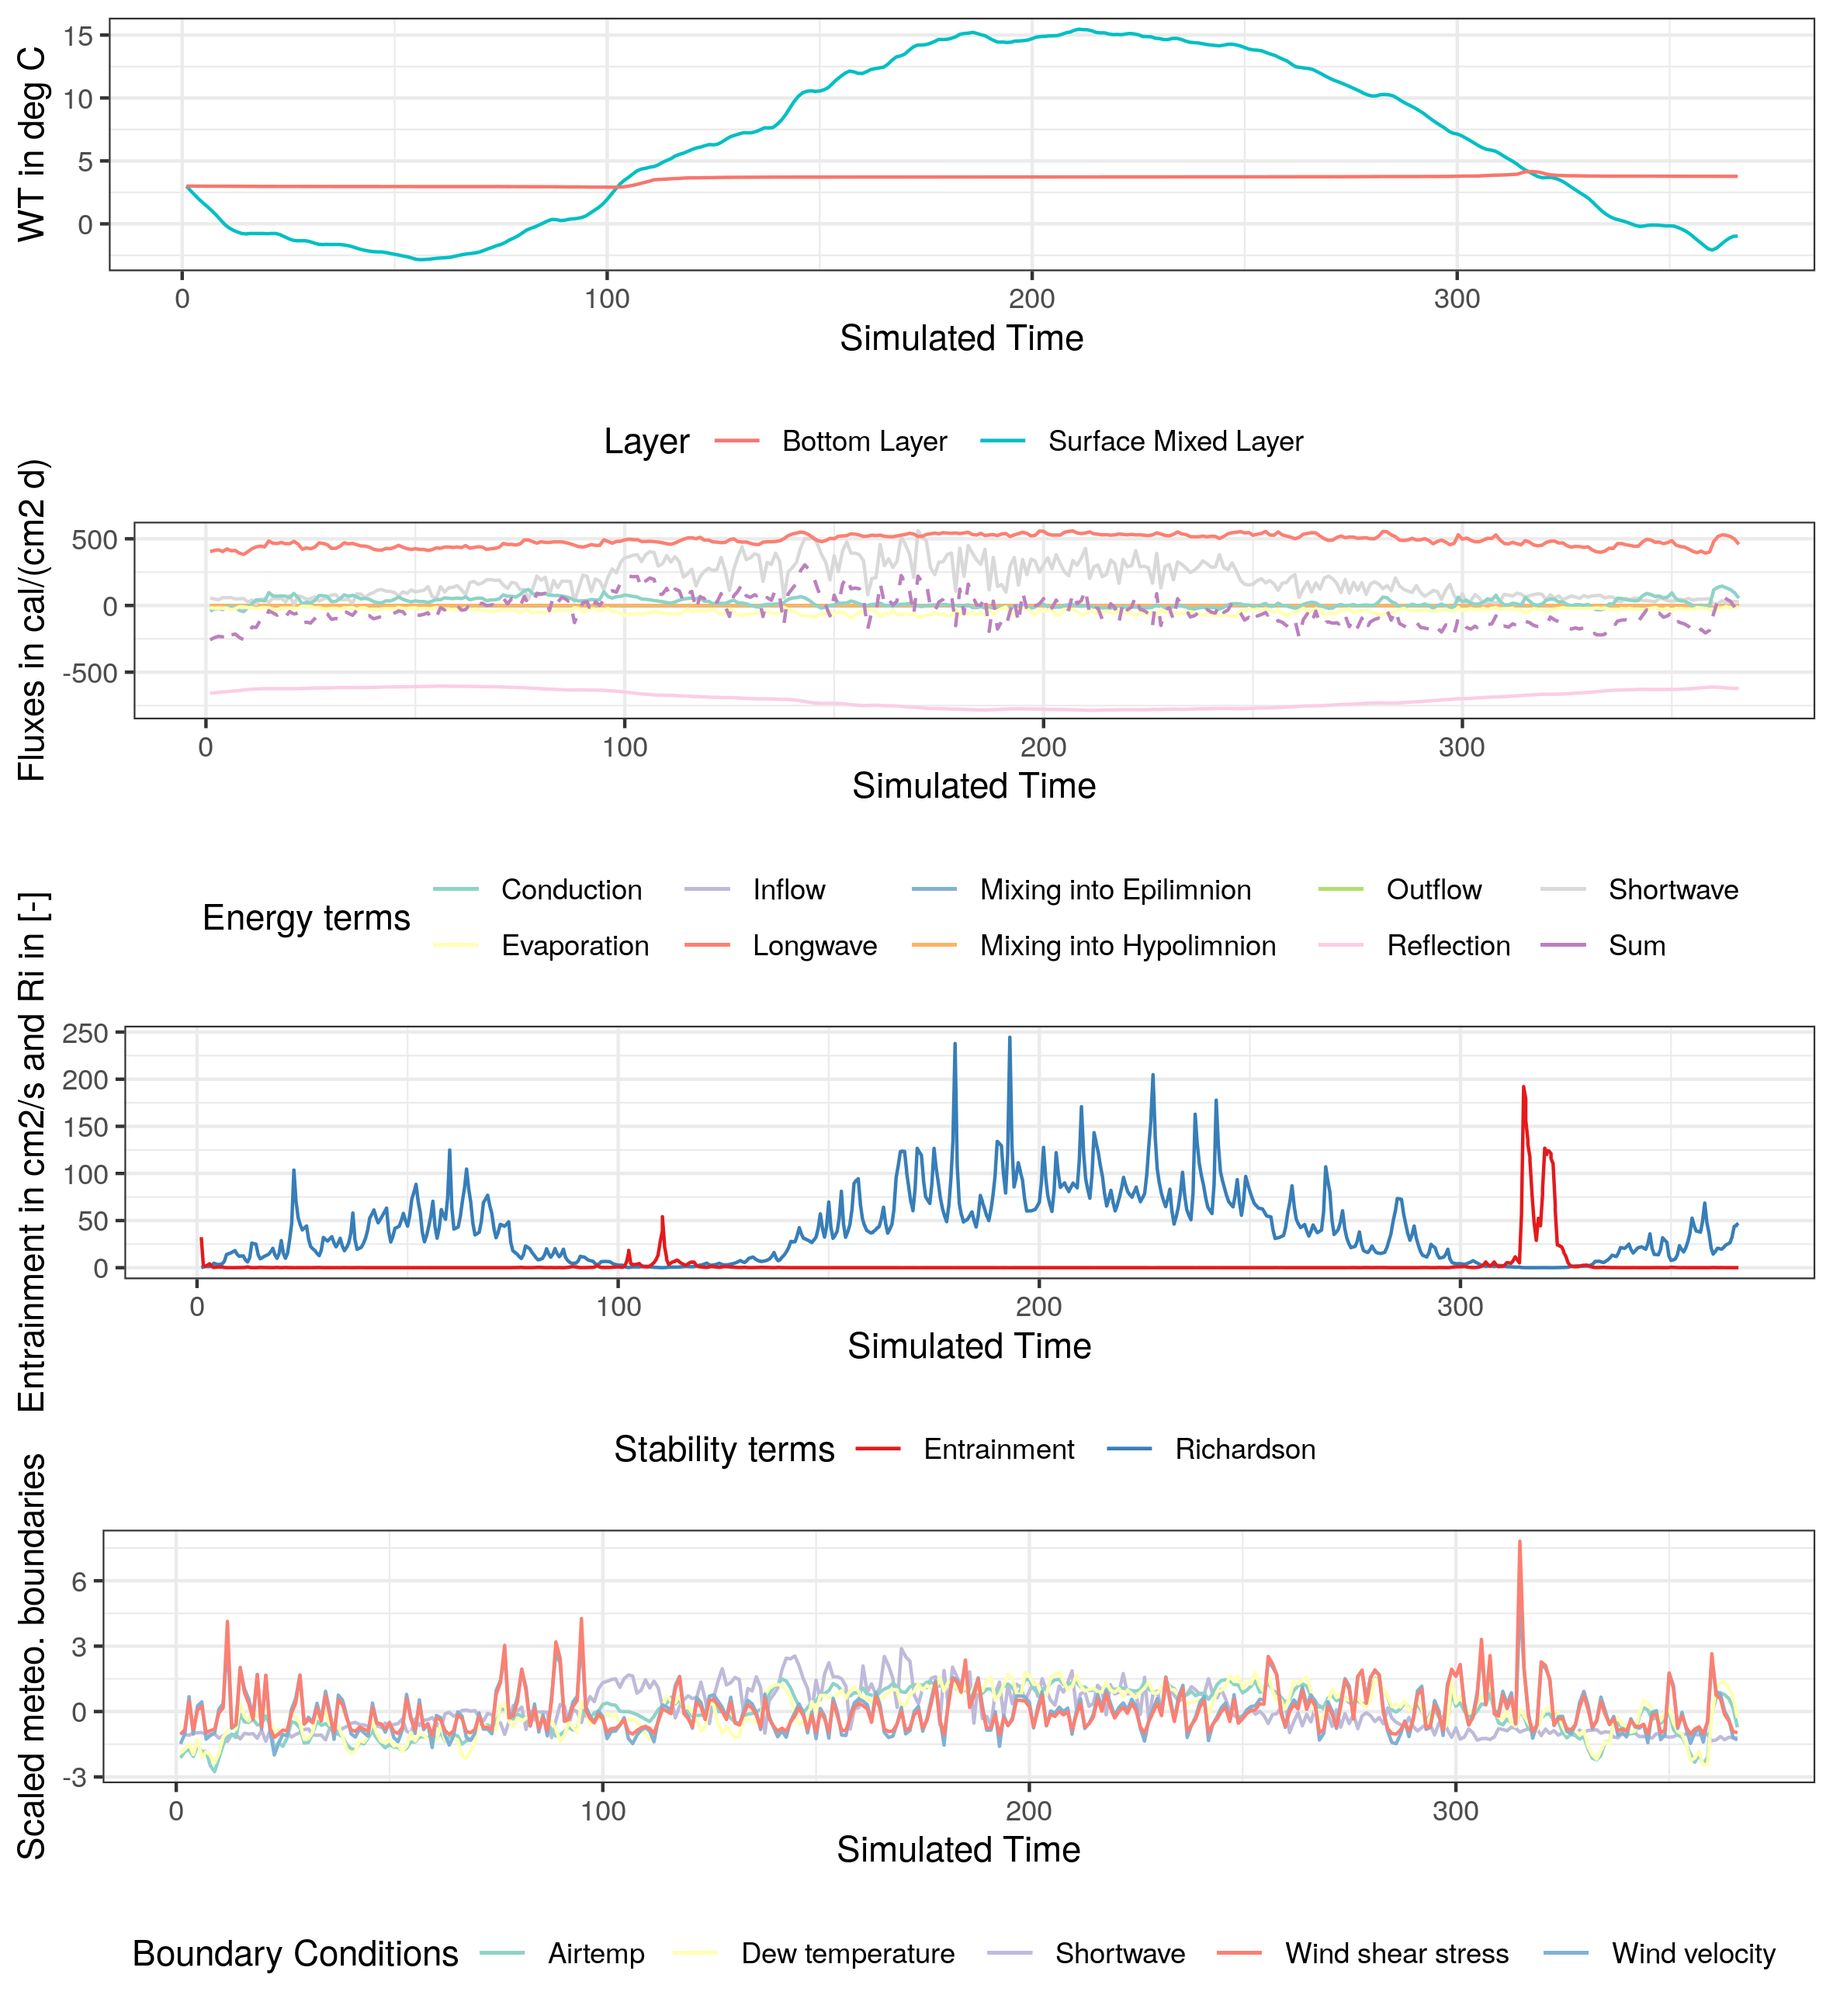 WT in deg C
15
10
5
0
0 100 200 300
Simulated Time
Layer Bottom Layer Surface Mixed Layer
Fluxes in cal/(cm2 d)
500
0
-500
0 100 200 300
Simulated Time
Energy terms
Conduction Inflow Mixing into Epilimnion Outflow Shortwave
Evaporation Longwave Mixing into Hypolimnion Reflection Sum
Entrainment in cm2/s and Ri in [-]
250
200
150
100
50
0
0 100 200 300
Simulated Time
Stability terms Entrainment Richardson
Scaled meteo. boundaries
6
3
0
-3
0 100 200 300
Simulated Time
Boundary Conditions Airtemp Dew temperature Shortwave Wind shear stress Wind velocity